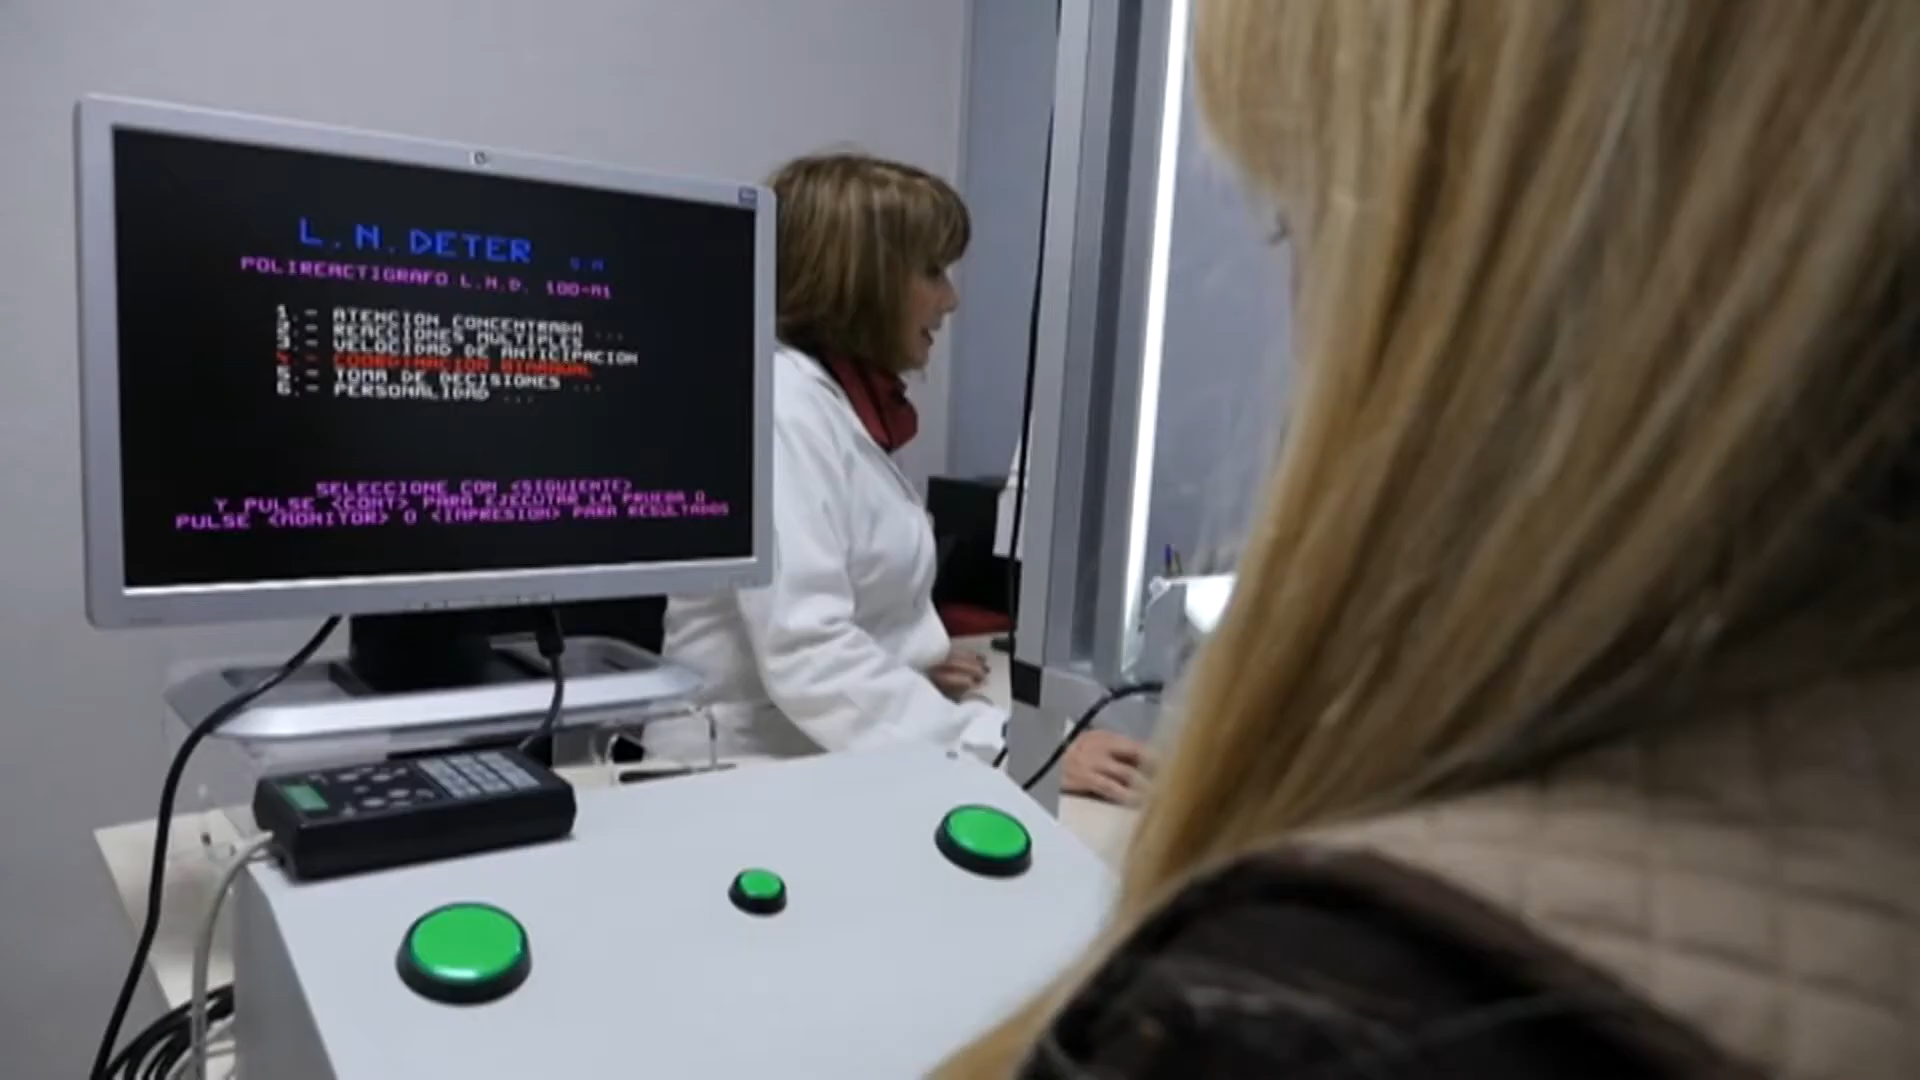 L.N.DETER S.A
POLIREACTIGRAFO L.N.D. 100-A1
1.- ATENCION CONCENTRADA ...
2.- REACCIONES MULTIPLES
3.- VELOCIDAD DE ANTICIPACION
4.- COORDINACION BIMANUAL
5.- TOMA DE DECISIONES ...
6.- PERSONALIDAD ...
SELECCIONE CON <SIGUIENTE>
Y PULSE <CONT> PARA EJECUTAR LA PRUEBA O
PULSE <MONITOR> O <IMPRESION> PARA RESULTADOS